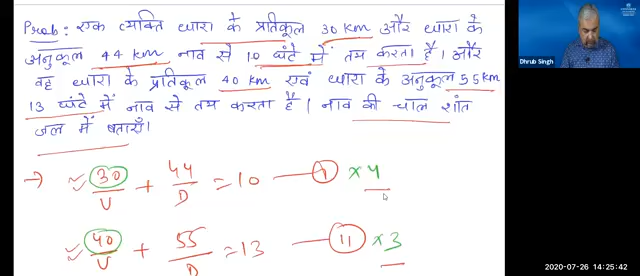 Prob: एक व्यक्ति धारा के प्रतिकूल 30 km और धारा के
अनुकूल 44 km नाव से 10 घंटे में तय करता है। और
वह धारा के प्रतिकूल 40 km एवं धारा के अनुकूल 55 km
13 घंटे में नाव से तय करता है। नाव की चाल शांत
जल में बताएँ।
→ 30/U + 44/D = 10 — I ×4
40/U + 55/D = 13 — II ×3
Dhrub Singh
2020-07-26 14:25:42